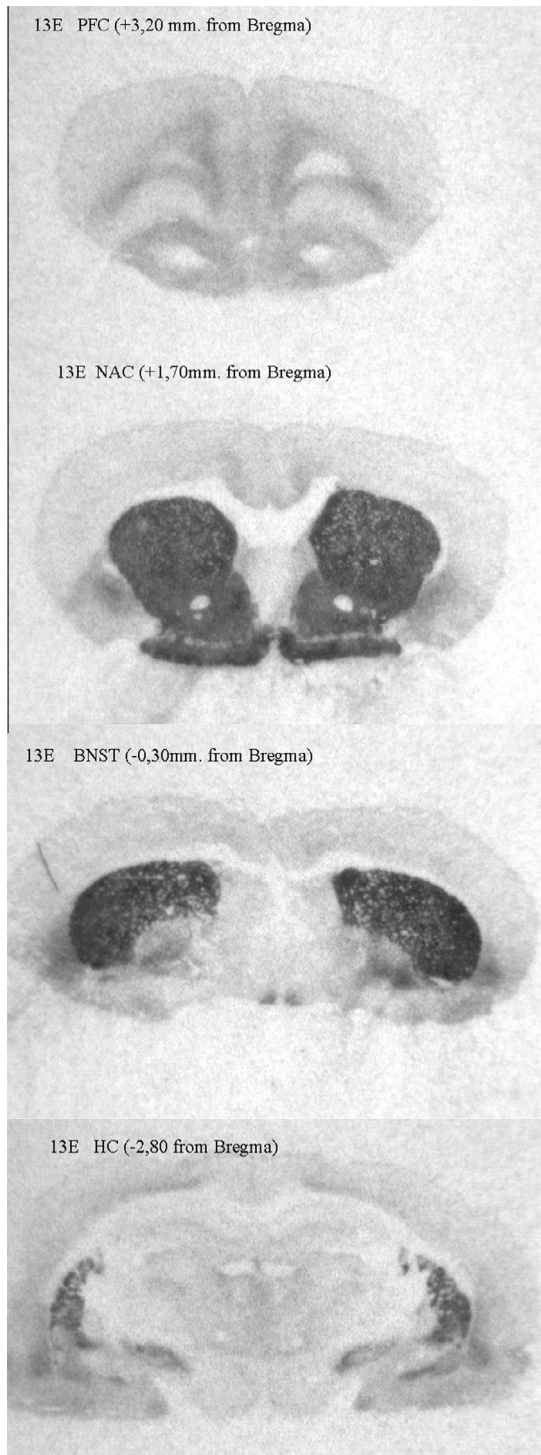 13E PFC (+3,20 mm. from Bregma)
13E NAC (+1,70mm. from Bregma)
13E BNST (-0,30mm. from Bregma)
13E HC (-2,80 from Bregma)